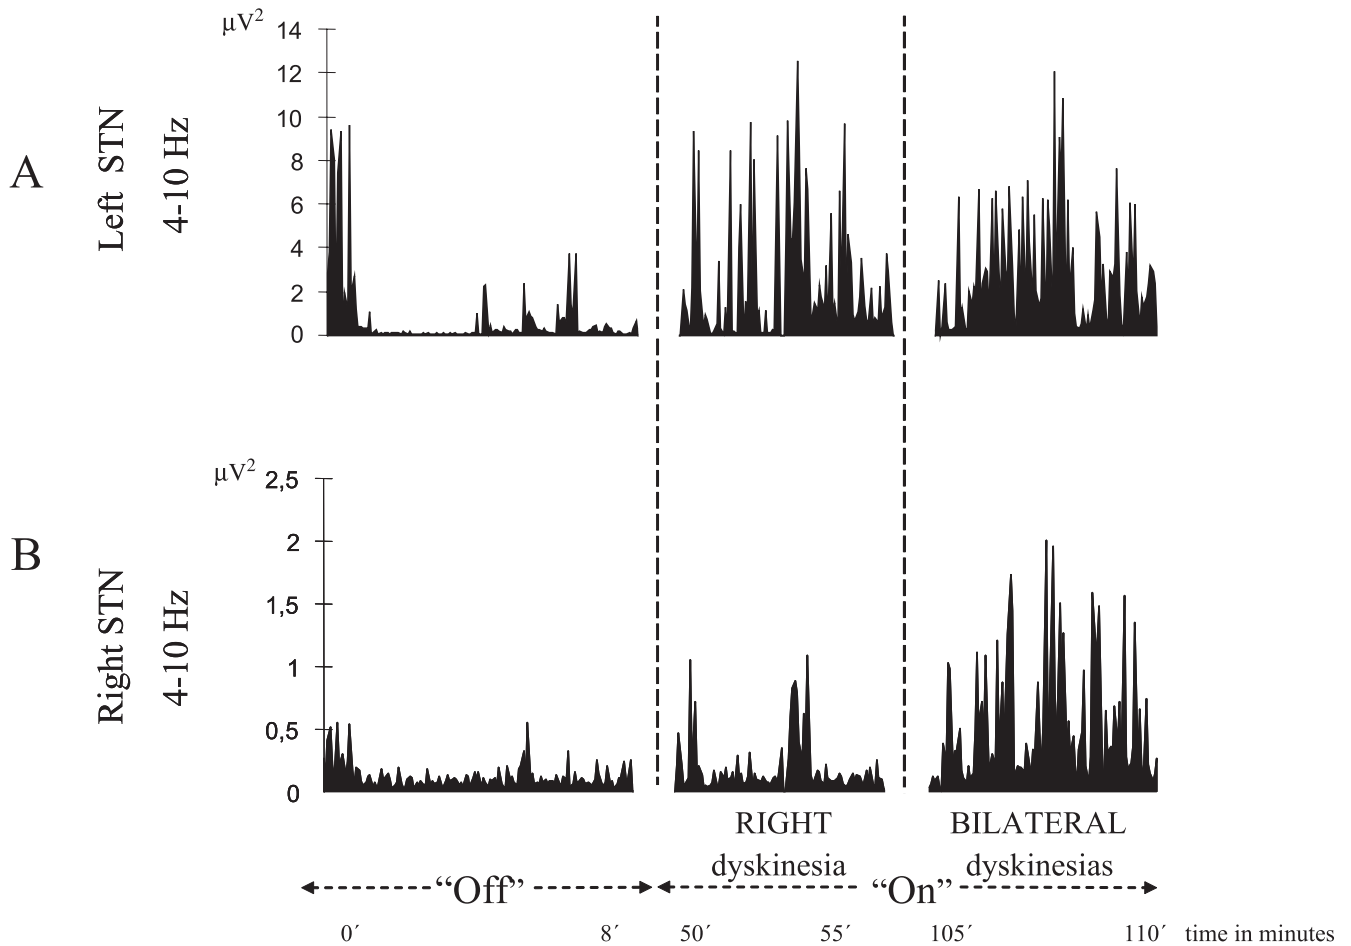 µV²
14
12
10
8
6
4
2
0
A
Left STN
4-10 Hz
µV²
2,5
2
1,5
1
0,5
0
B
Right STN
4-10 Hz
RIGHT
dyskinesia
BILATERAL
dyskinesias
“Off”
“On”
0´ 8´ 50´ 55´ 105´ 110´ time in minutes